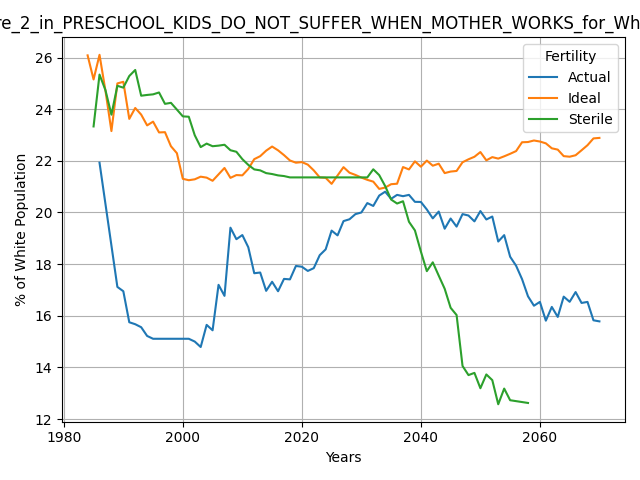 re_2_in_PRESCHOOL_KIDS_DO_NOT_SUFFER_WHEN_MOTHER_WORKS_for_Wh
Fertility
Actual
Ideal
Sterile
% of White Population
26
24
22
20
18
16
14
12
1980
2000
2020
2040
2060
Years